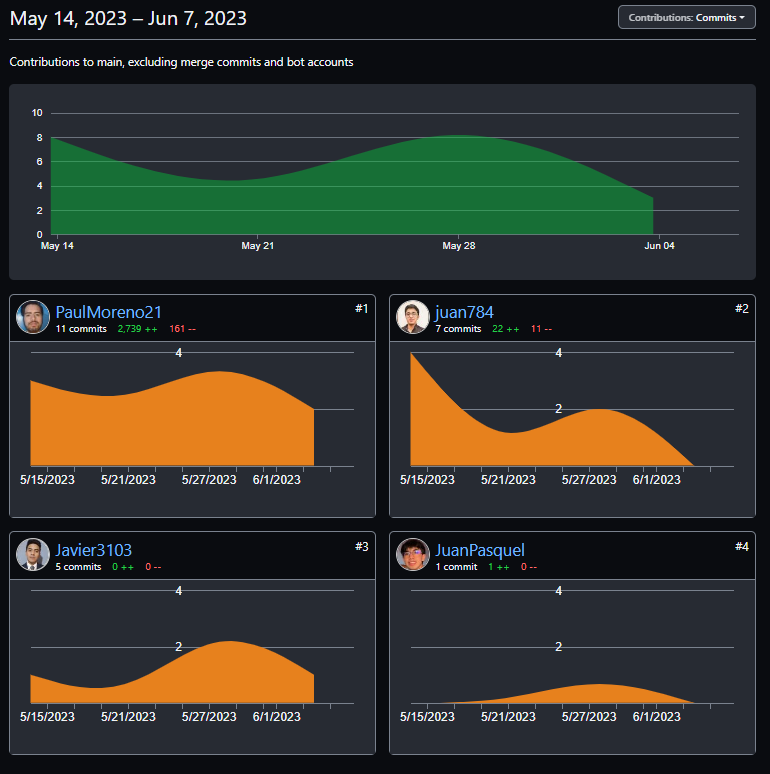 May 14, 2023 – Jun 7, 2023
Contributions: Commits
Contributions to main, excluding merge commits and bot accounts
10
8
6
4
2
0
May 14 May 21 May 28 Jun 04
PaulMoreno21 #1
11 commits 2,739 ++ 161 --
4
5/15/2023 5/21/2023 5/27/2023 6/1/2023
juan784 #2
7 commits 22 ++ 11 --
4
2
5/15/2023 5/21/2023 5/27/2023 6/1/2023
Javier3103 #3
5 commits 0 ++ 0 --
4
2
5/15/2023 5/21/2023 5/27/2023 6/1/2023
JuanPasquel #4
1 commit 1 ++ 0 --
4
2
5/15/2023 5/21/2023 5/27/2023 6/1/2023